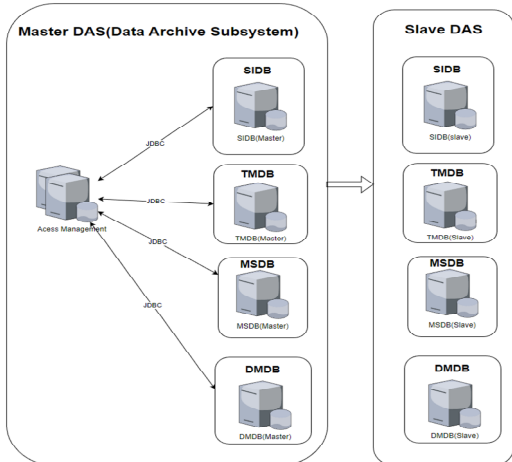 Master DAS(Data Archive Subsystem)
SIDB
SIDB(Master)
JDBC
TMDB
TMDB(Master)
JDBC
Acess Management
JDBC
MSDB
MSDB(Master)
JDBC
DMDB
DMDB(Master)
Slave DAS
SIDB
SIDB(slave)
TMDB
TMDB(Slave)
MSDB
MSDB(Slave)
DMDB
DMDB(Slave)